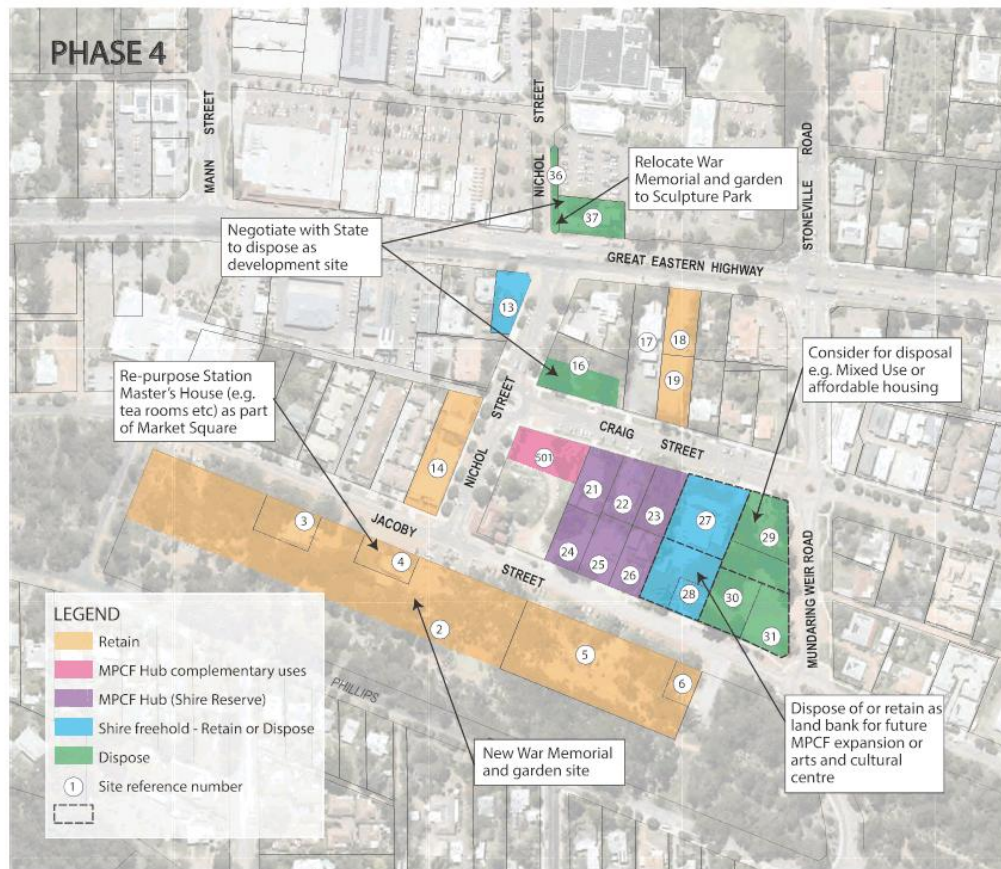 PHASE 4
MANN STREET
NICHOL STREET
STONEVILLE ROAD
36
Relocate War
Memorial and garden
to Sculpture Park
37
Negotiate with State
to dispose as
development site
GREAT EASTERN HIGHWAY
13
17
18
16
19
Consider for disposal
e.g. Mixed Use or
affordable housing
Re-purpose Station
Master's House (e.g.
tea rooms etc) as part
of Market Square
NICHOL STREET
CRAIG STREET
14
501
21
22
23
27
29
3
JACOBY STREET
4
24
25
26
28
30
31
MUNDARING WEIR ROAD
2
5
6
PHILLIPS
LEGEND
Retain
MPCF Hub complementary uses
MPCF Hub (Shire Reserve)
Shire freehold - Retain or Dispose
Dispose
1 Site reference number
New War Memorial
and garden site
Dispose of or retain as
land bank for future
MPCF expansion or
arts and cultural
centre